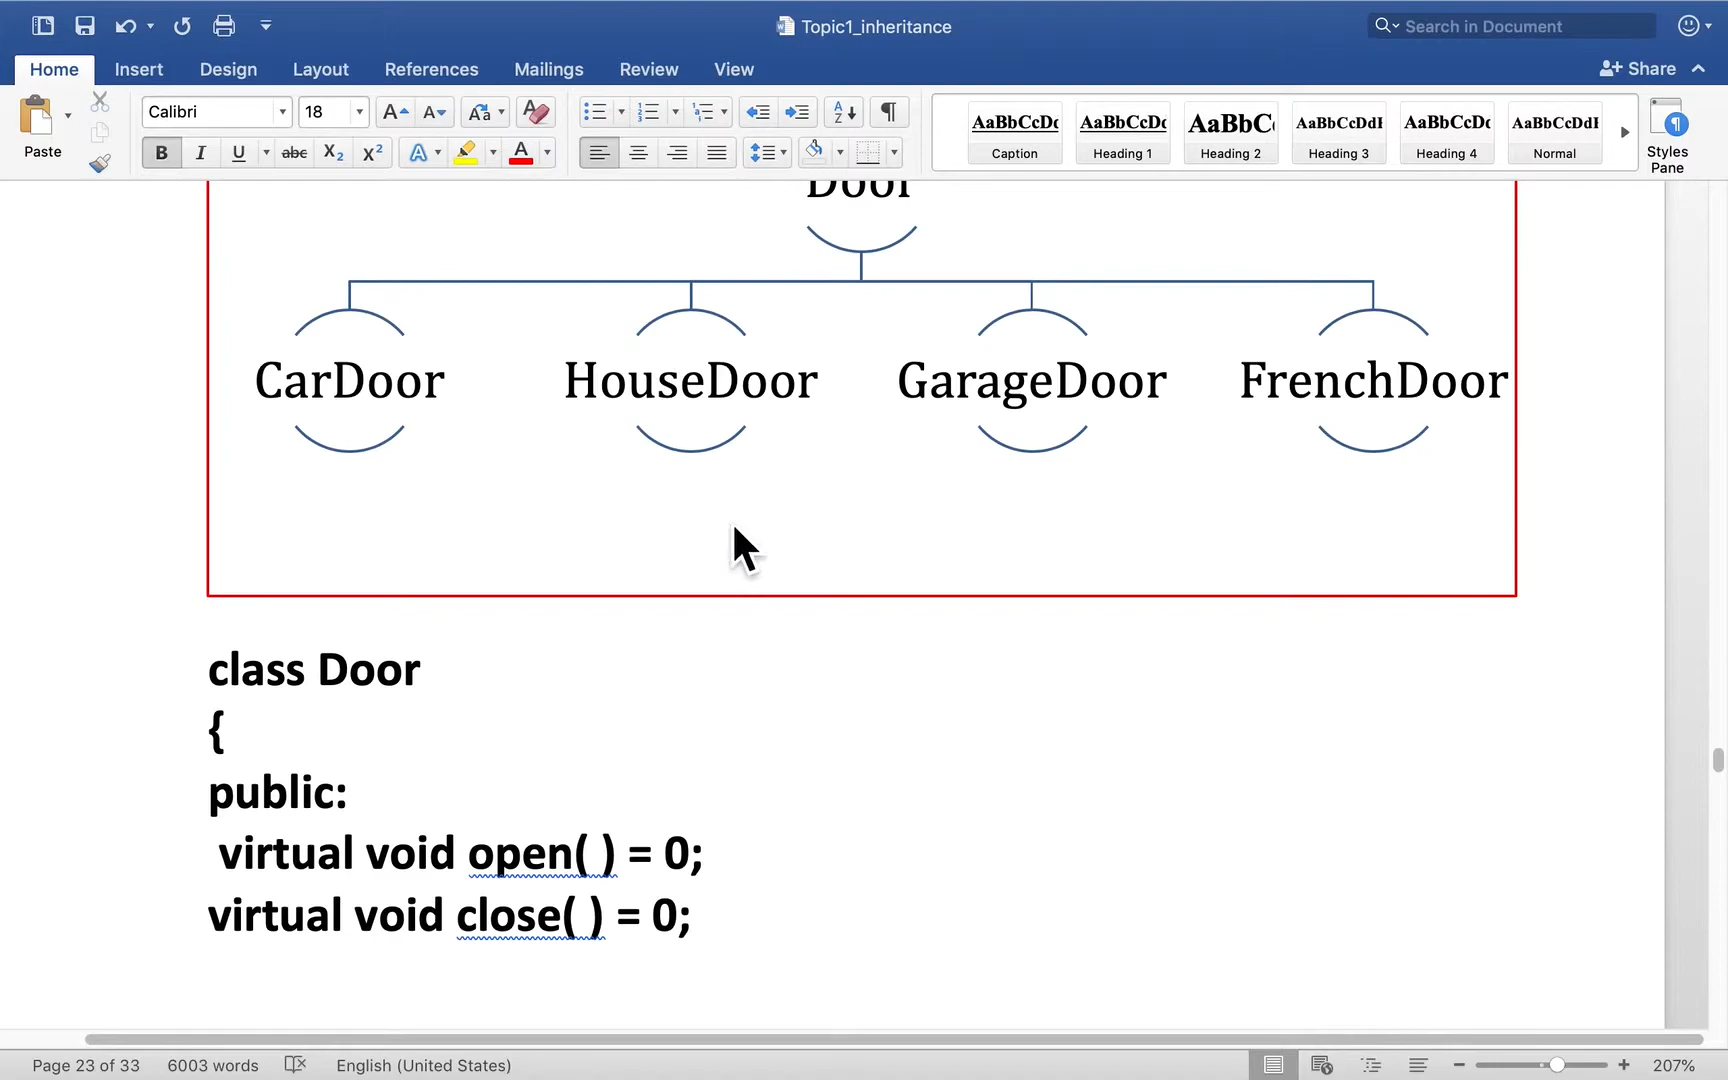 Topic1_inheritance
Search in Document
Home Insert Design Layout References Mailings Review View
Share
Paste
Calibri 18
AaBbCcDc AaBbCcDc AaBbC AaBbCcDdI AaBbCcDc AaBbCcDdI
Caption Heading 1 Heading 2 Heading 3 Heading 4 Normal
Styles
Pane
Door
CarDoor HouseDoor GarageDoor FrenchDoor
class Door
{
public:
virtual void open( ) = 0;
virtual void close( ) = 0;
Page 23 of 33 6003 words English (United States) 207%